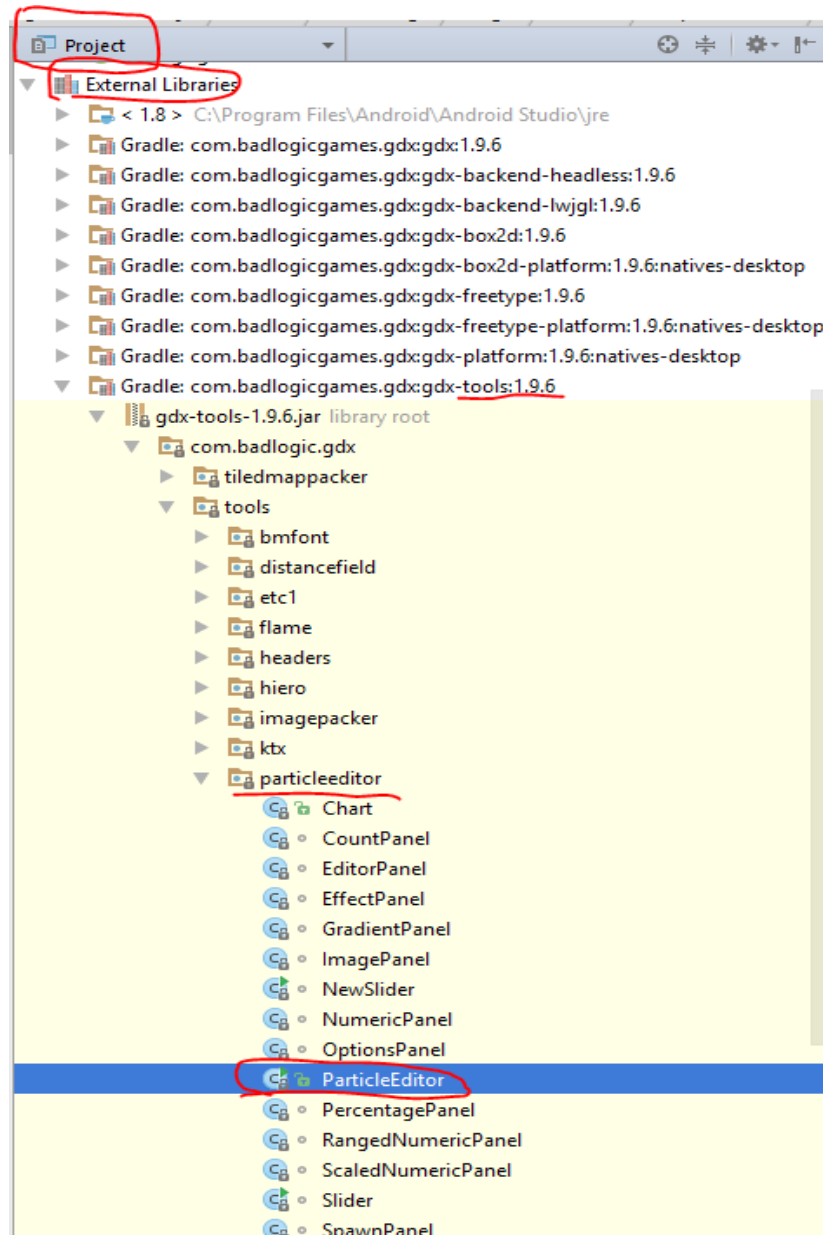 Project
External Libraries
< 1.8 > C:\Program Files\Android\Android Studio\jre
Gradle: com.badlogicgames.gdx:gdx:1.9.6
Gradle: com.badlogicgames.gdx:gdx-backend-headless:1.9.6
Gradle: com.badlogicgames.gdx:gdx-backend-lwjgl:1.9.6
Gradle: com.badlogicgames.gdx:gdx-box2d:1.9.6
Gradle: com.badlogicgames.gdx:gdx-box2d-platform:1.9.6:natives-desktop
Gradle: com.badlogicgames.gdx:gdx-freetype:1.9.6
Gradle: com.badlogicgames.gdx:gdx-freetype-platform:1.9.6:natives-desktop
Gradle: com.badlogicgames.gdx:gdx-platform:1.9.6:natives-desktop
Gradle: com.badlogicgames.gdx:gdx-tools:1.9.6
gdx-tools-1.9.6.jar library root
com.badlogic.gdx
tiledmappacker
tools
bmfont
distancefield
etc1
flame
headers
hiero
imagepacker
ktx
particleeditor
Chart
CountPanel
EditorPanel
EffectPanel
GradientPanel
ImagePanel
NewSlider
NumericPanel
OptionsPanel
ParticleEditor
PercentagePanel
RangedNumericPanel
ScaledNumericPanel
Slider
SpawnPanel